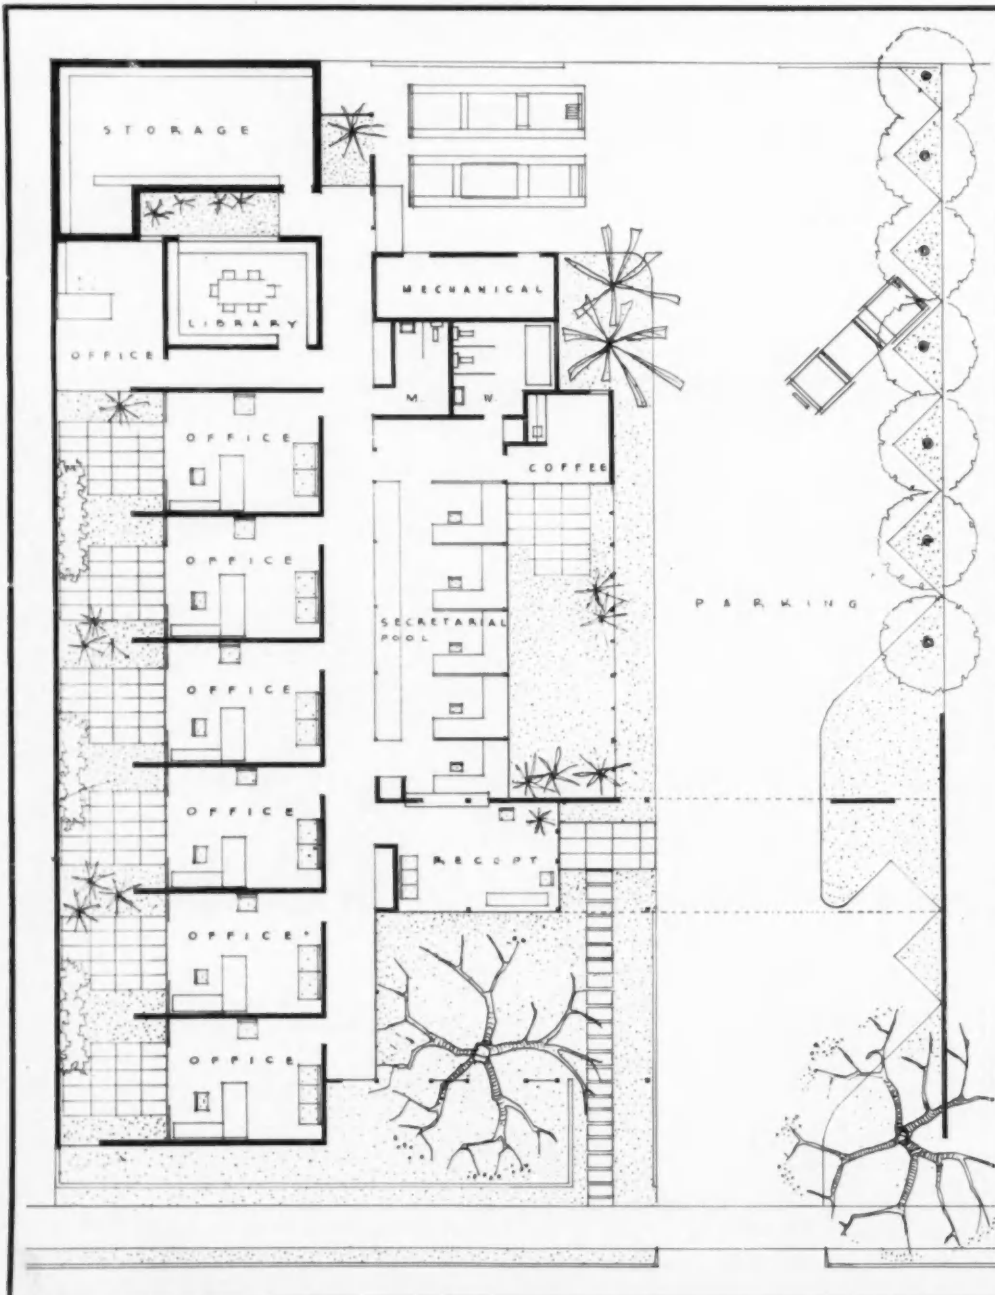 STORAGE
MECHANICAL
LIBRARY
OFFICE
M.
W.
OFFICE
COFFEE
OFFICE
PARKING
SECRETARIAL
POOL
OFFICE
OFFICE
RECEPT
OFFICE
OFFICE